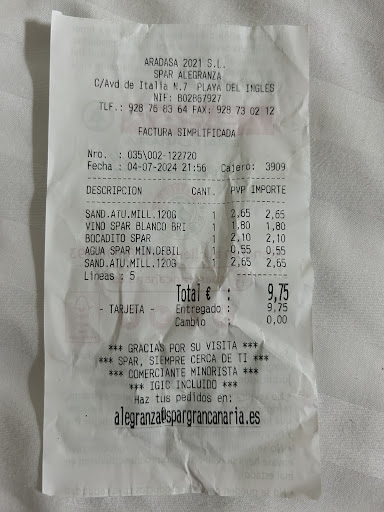 ARADASA 2021 S.L.
SPAR ALEGRANZA
C/Avd de Italia N.7 PLAYA DEL INGLES
NIF: B02867927
TLF.: 928 76 83 64 FAX: 928 73 02 12
FACTURA SIMPLIFICADA
Nro. : 035\002-122720
Fecha : 04-07-2024 21:56 Cajero: 3909
DESCRIPCION CANT. PVP IMPORTE
SAND.ATU.MILL.120G 1 2,65 2,65
VINO SPAR BLANCO BRI 1 1,80 1,80
BOCADITO SPAR 1 2,10 2,10
AGUA SPAR MIN.DEBIL 1 0,55 0,55
SAND.ATU.MILL.120G 1 2,65 2,65
Lineas : 5
Total € : 9,75
- TARJETA - Entregado : 9,75
Cambio : 0,00
*** GRACIAS POR SU VISITA ***
*** SPAR, SIEMPRE CERCA DE TI ***
*** COMERCIANTE MINORISTA ***
*** IGIC INCLUIDO ***
Haz tus pedidos en:
alegranza@spargrancanaria.es